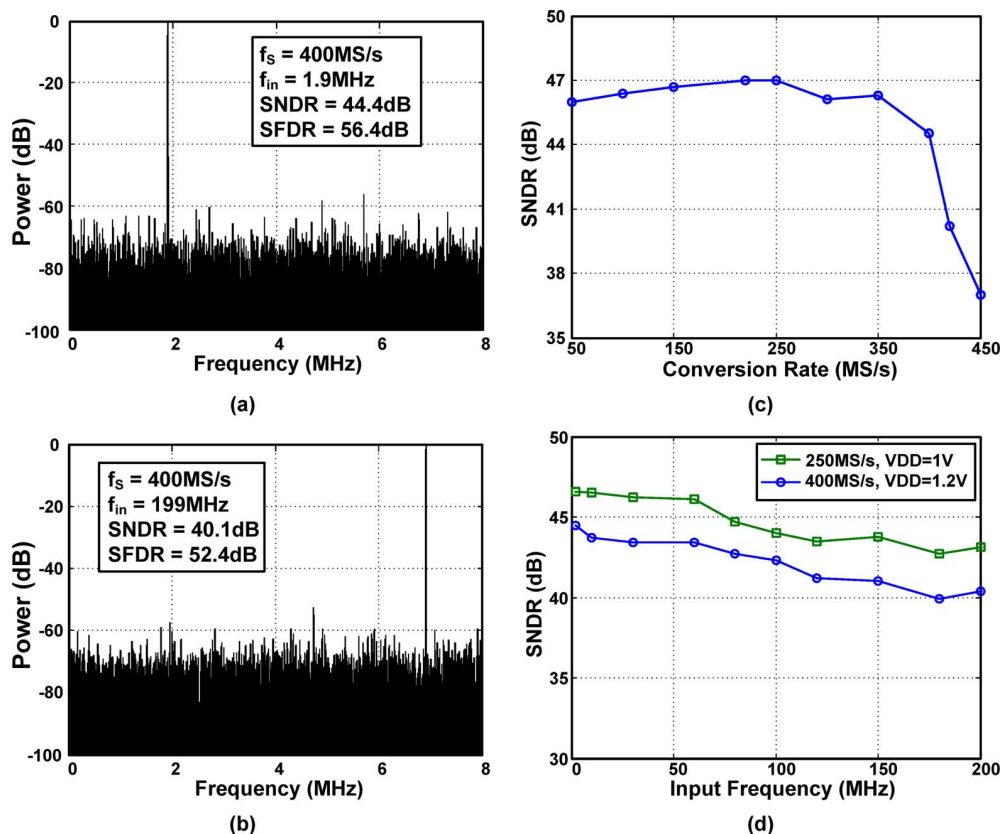 0
-20
-40
-60
-80
-100
Power (dB)
fS = 400MS/s
fin = 1.9MHz
SNDR = 44.4dB
SFDR = 56.4dB
0 2 4 6 8
Frequency (MHz)
(a)
50
47
44
41
38
35
SNDR (dB)
50 150 250 350 450
Conversion Rate (MS/s)
(c)
0
-20
-40
-60
-80
-100
Power (dB)
fS = 400MS/s
fin = 199MHz
SNDR = 40.1dB
SFDR = 52.4dB
0 2 4 6 8
Frequency (MHz)
(b)
50
45
40
35
30
SNDR (dB)
250MS/s, VDD=1V
400MS/s, VDD=1.2V
0 50 100 150 200
Input Frequency (MHz)
(d)